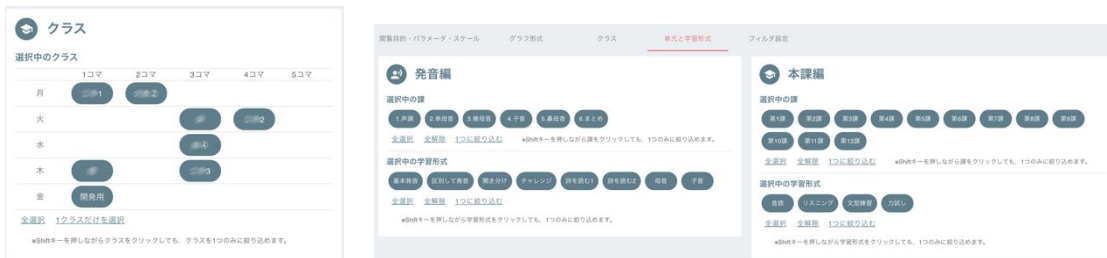 クラス
選択中のクラス
1コマ 2コマ 3コマ 4コマ 5コマ
月 1 ②
火 2
水 ④
木 3
金 開発用
全選択 1クラスだけを選択
※Shiftキーを押しながらクラスをクリックしても、クラスを1つのみに絞り込めます。
閲覧目的・パラメータ・スケール グラフ形式 クラス 単元と学習形式 フィルタ設定
発音編
選択中の課
1.声調 2.単母音 3.複母音 4.子音 5.鼻母音 6.まとめ
全選択 全解除 1つに絞り込む ※Shiftキーを押しながら課をクリックしても、1つのみに絞り込めます。
選択中の学習形式
基本発音 区別して発音 聞き分け チャレンジ 詩を読む1 詩を読む2 母音 子音
全選択 全解除 1つに絞り込む
※Shiftキーを押しながら学習形式をクリックしても、1つのみに絞り込めます。
本課編
選択中の課
第1課 第2課 第3課 第4課 第5課 第6課 第7課 第8課 第9課
第10課 第11課 第12課
全選択 全解除 1つに絞り込む ※Shiftキーを押しながら課をクリックしても、1つのみに絞り込めます。
選択中の学習形式
音読 リスニング 文型練習 力試し
全選択 全解除 1つに絞り込む
※Shiftキーを押しながら学習形式をクリックしても、1つのみに絞り込めます。